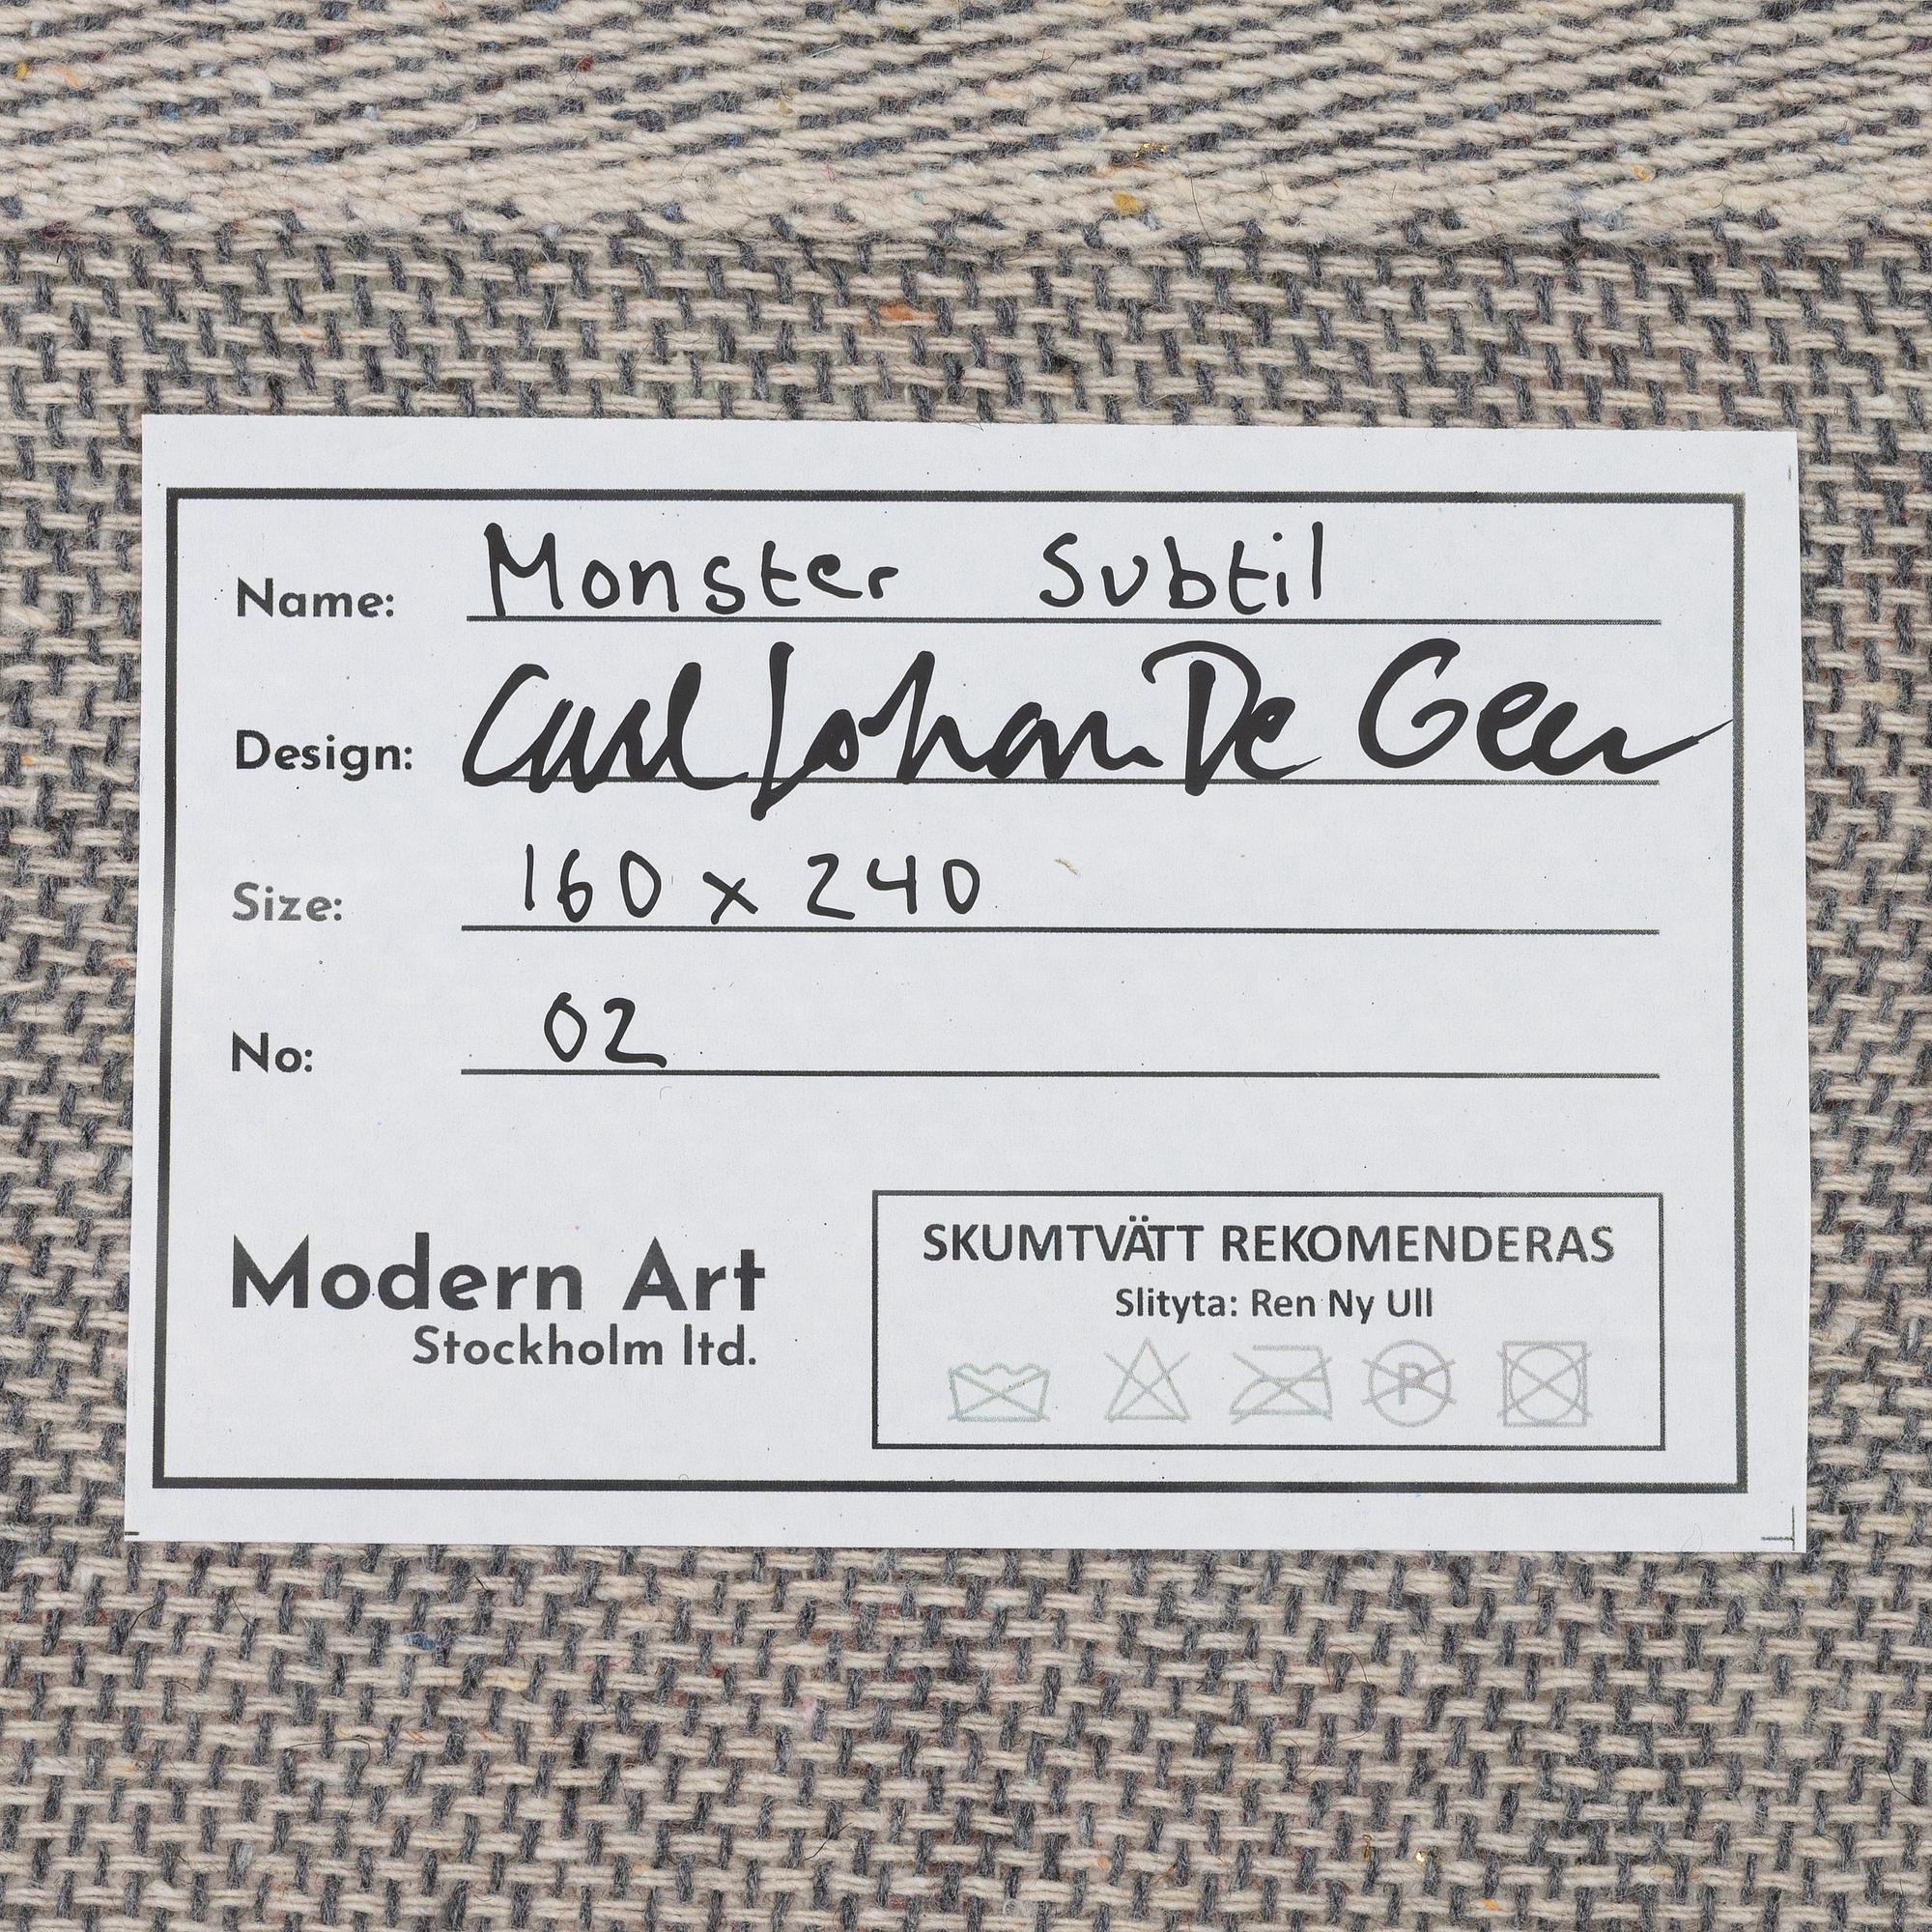 Name: Monster Subtil
Design: Carl Johan De Geer
Size: 160 x 240
No: 02
Modern Art
Stockholm ltd.
SKUMTVÄTT REKOMENDERAS
Slityta: Ren Ny Ull
P